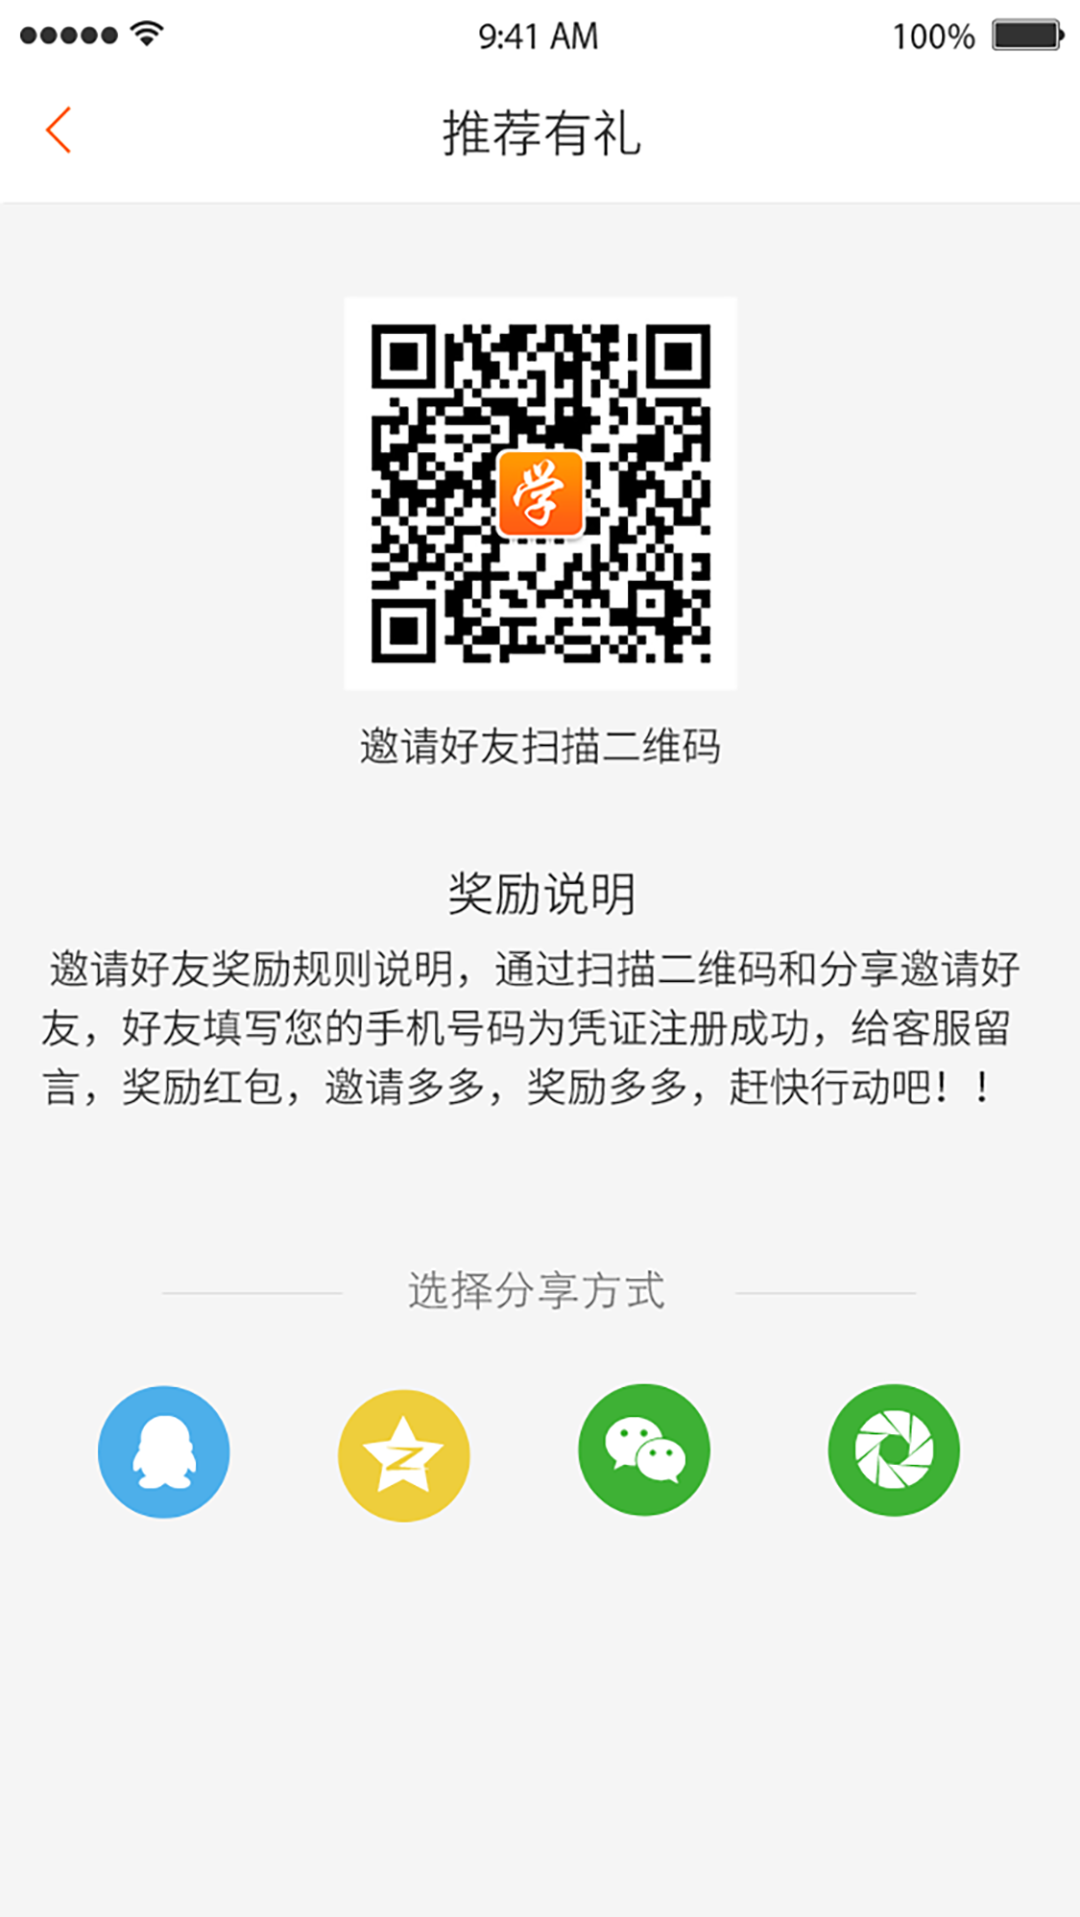 9:41 AM
100%
推荐有礼
学
邀请好友扫描二维码
奖励说明
邀请好友奖励规则说明，通过扫描二维码和分享邀请好
友，好友填写您的手机号码为凭证注册成功，给客服留
言，奖励红包，邀请多多，奖励多多，赶快行动吧！！
选择分享方式